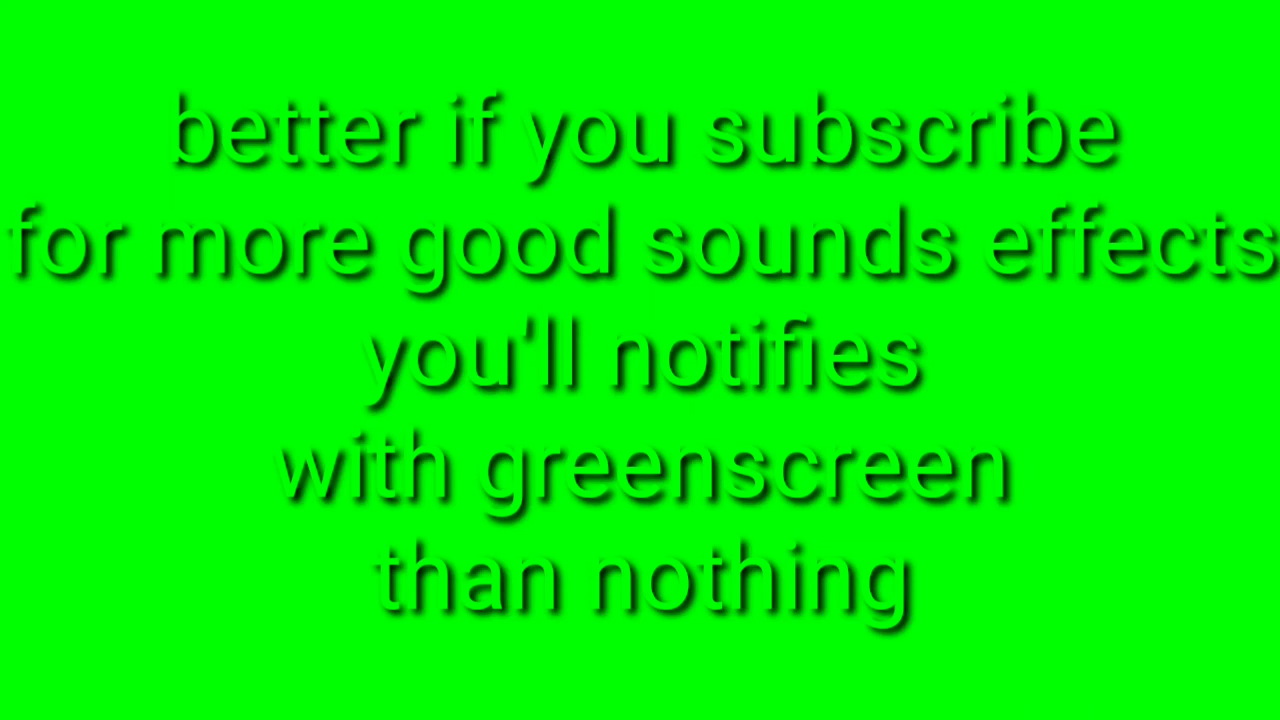 better if you subscribe
for more good sounds effects
you'll notifies
with greenscreen
than nothing